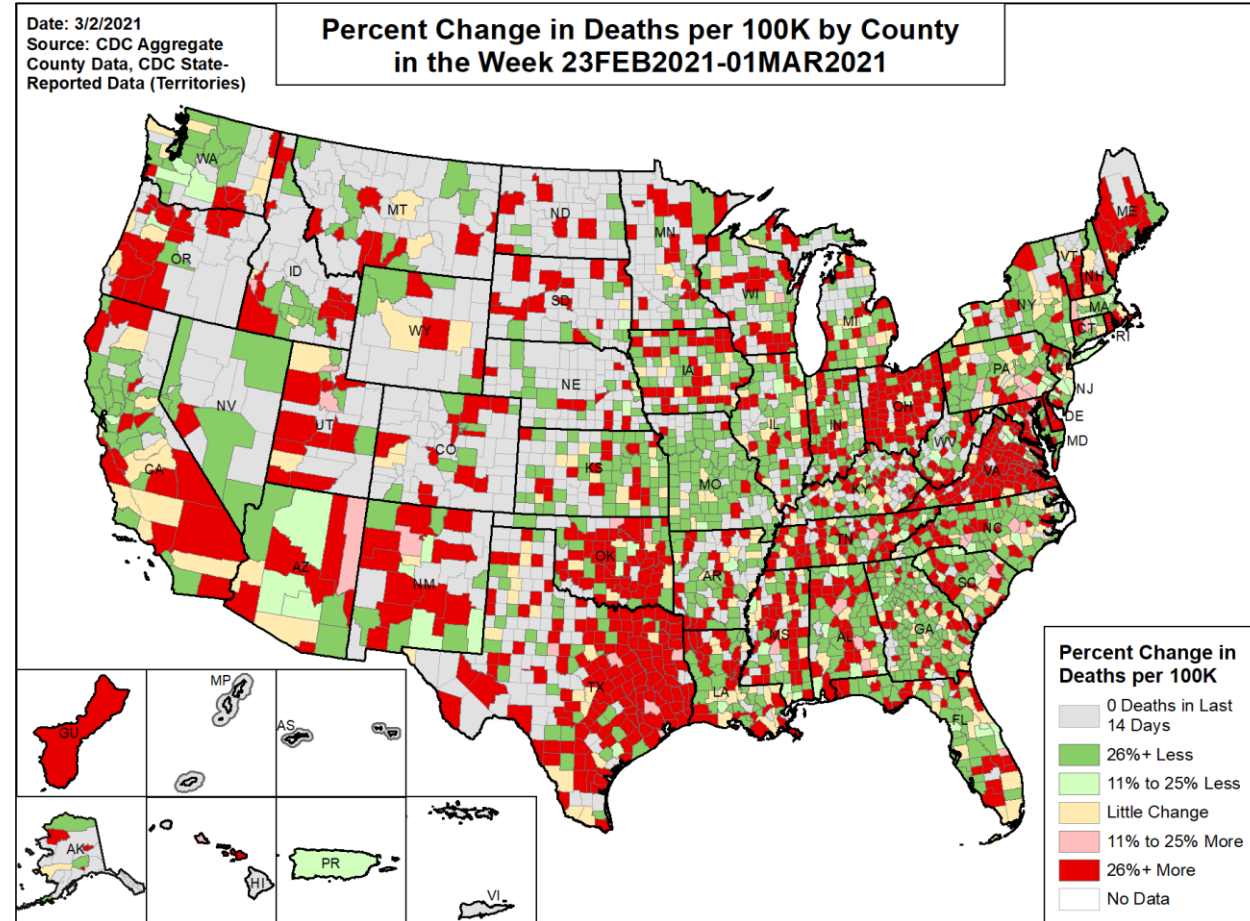 Date: 3/2/2021
Source: CDC Aggregate
County Data, CDC State-
Reported Data (Territories)
Percent Change in Deaths per 100K by County
in the Week 23FEB2021-01MAR2021
WA
MT
ND
MN
ME
OR
ID
SD
WI
MI
VT
NH
NY
MA
CT
RI
WY
IA
PA
NJ
NE
NV
UT
CO
IL
IN
OH
DE
MD
WV
VA
CA
KS
MO
KY
NC
TN
AZ
NM
OK
AR
SC
MS
AL
GA
TX
LA
FL
GU
MP
AS
AK
HI
PR
VI
Percent Change in
Deaths per 100K
0 Deaths in Last
14 Days
26%+ Less
11% to 25% Less
Little Change
11% to 25% More
26%+ More
No Data